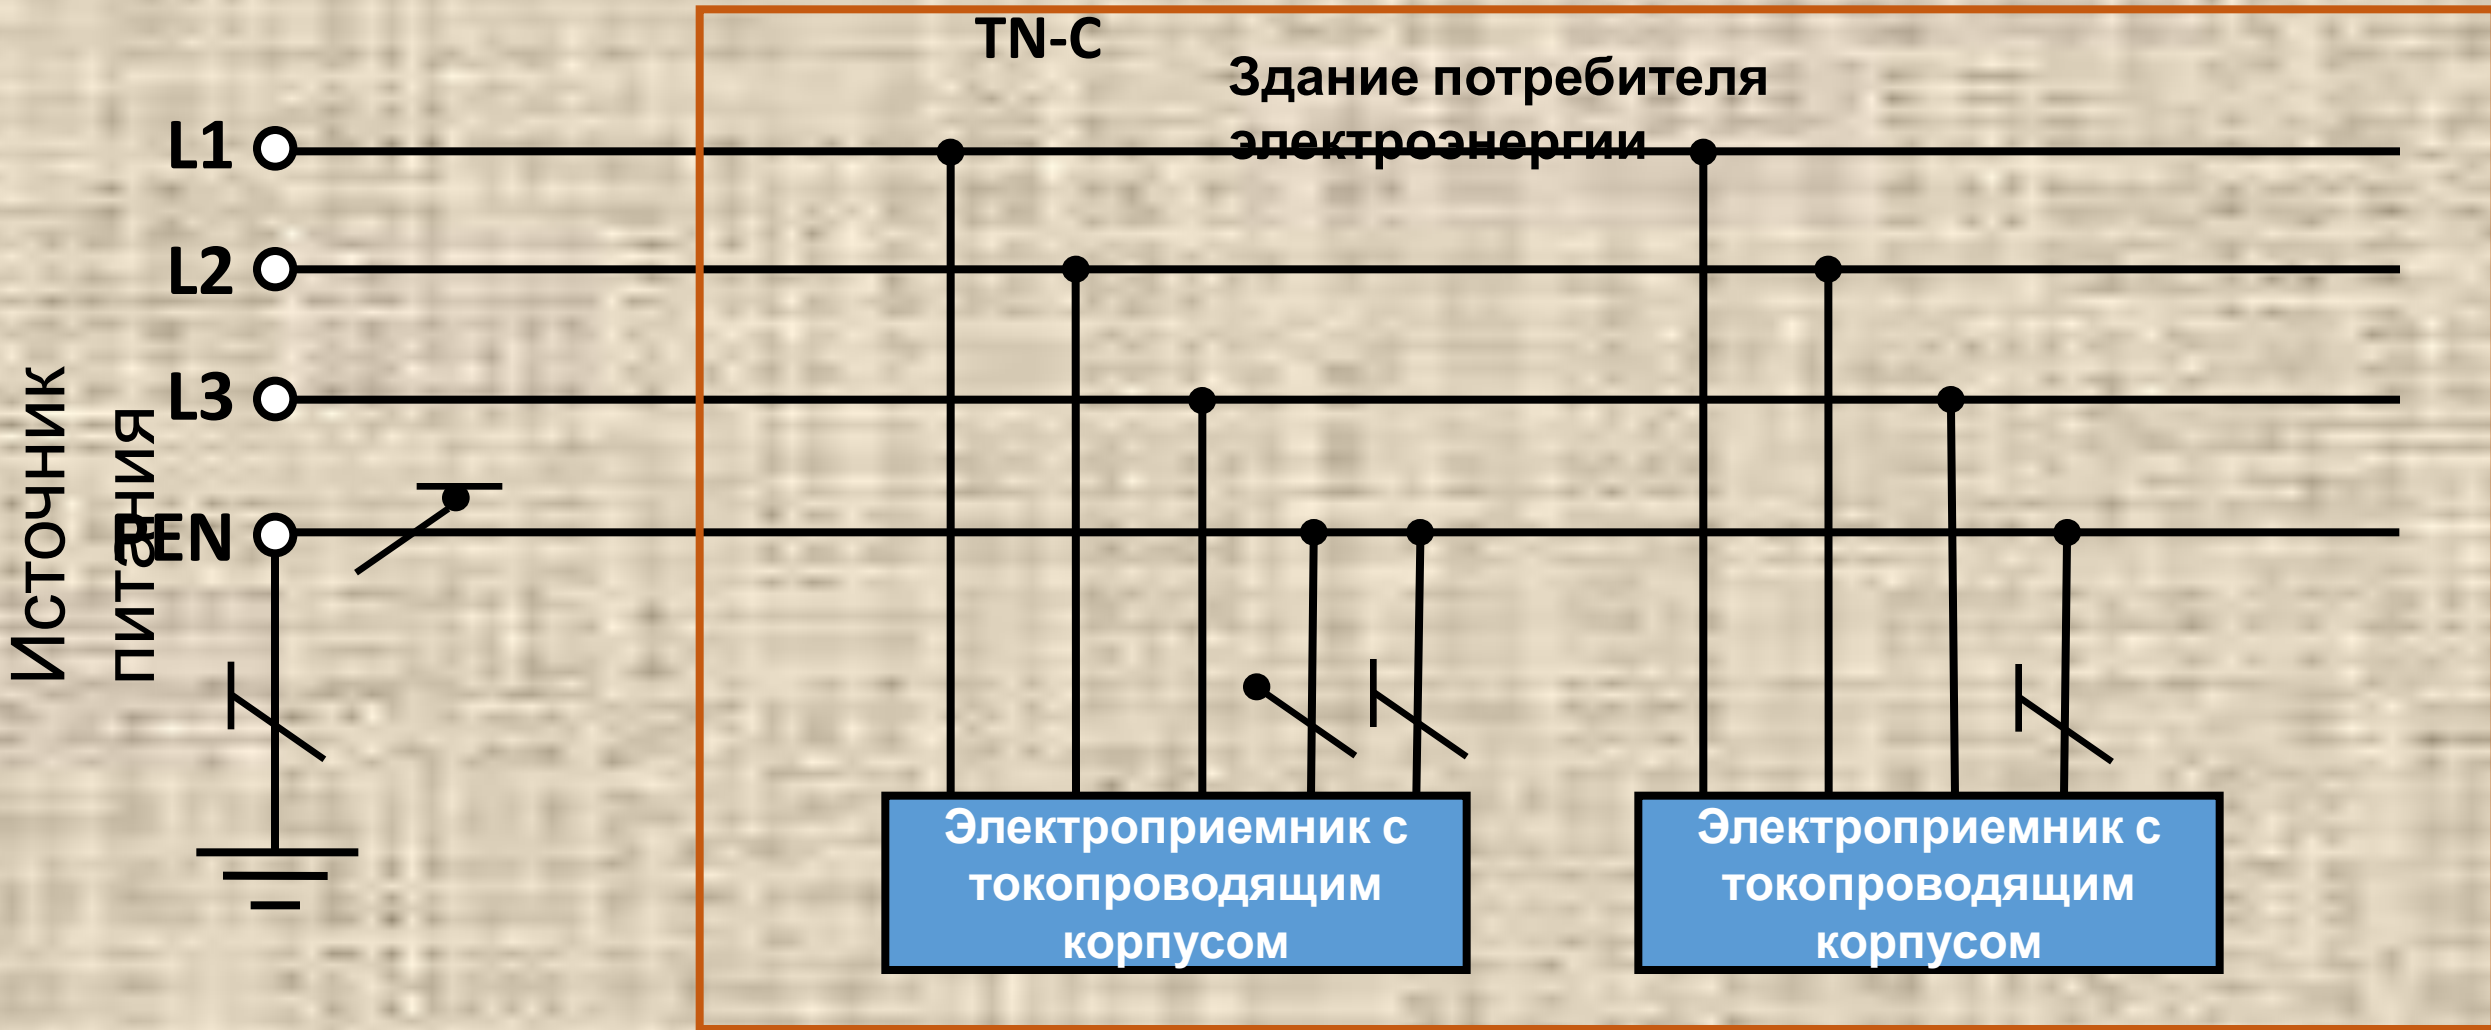 TN-C
Здание потребителя
электроэнергии
L1
L2
L3
PEN
Источник
питания
Электроприемник с
токопроводящим
корпусом
Электроприемник с
токопроводящим
корпусом